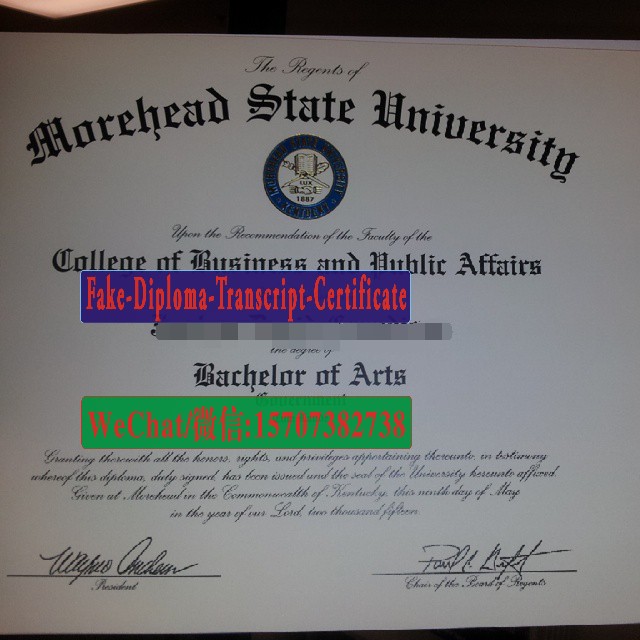 The Regents of
Morehead State University
LUX
1887
KENTUCKY
Upon the Recommendation of the Faculty of the
College of Business and Public Affairs
Fake-Diploma-Transcript-Certificate
the degree of
Bachelor of Arts
Government
WeChat/微信:15707382738
Granting therewith all the honors, rights, and privileges appertaining thereunto, in testimony
whereof this diploma, duly signed, has been issued and the seal of the University hereunto affixed.
Given at Morehead in the Commonwealth of Kentucky, this ninth day of May
in the year of our Lord, two thousand fifteen.
President
Chair of the Board of Regents